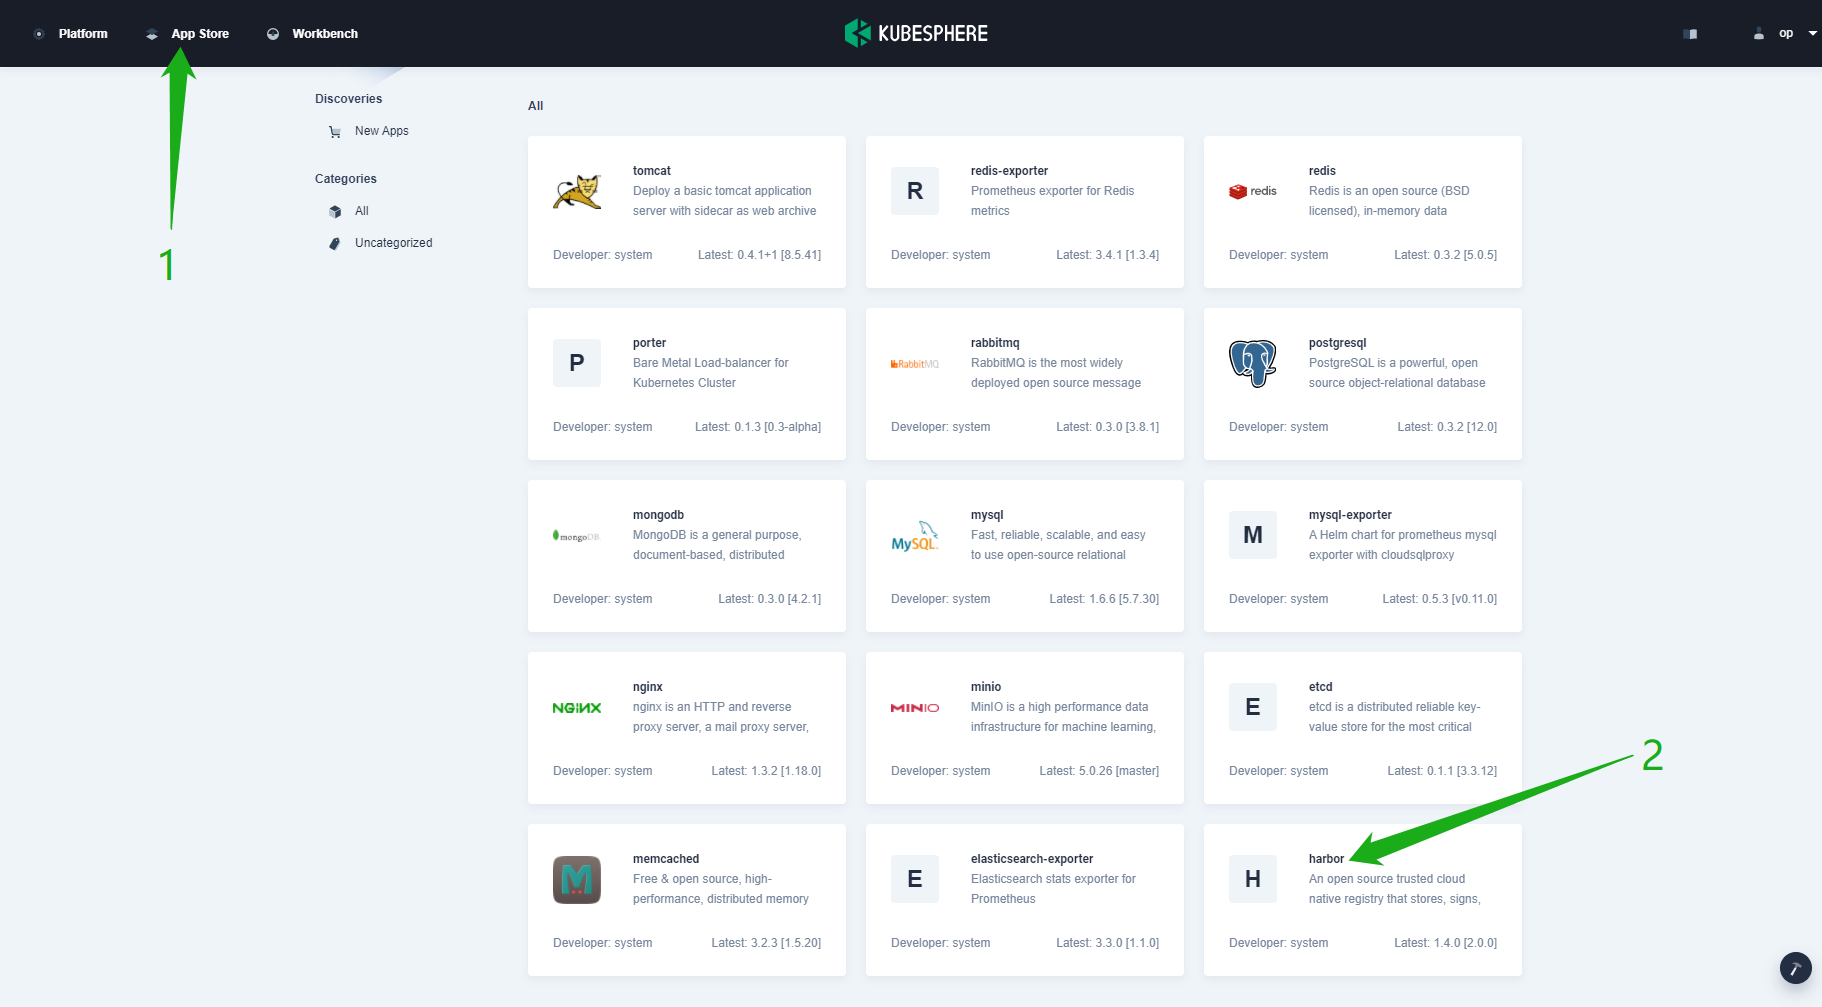 Platform
App Store
Workbench
KUBESPHERE
op
Discoveries
New Apps
Categories
All
Uncategorized
1
All
tomcat
Deploy a basic tomcat application
server with sidecar as web archive
Developer: system
Latest: 0.4.1+1 [8.5.41]
R
redis-exporter
Prometheus exporter for Redis
metrics
Developer: system
Latest: 3.4.1 [1.3.4]
redis
redis
Redis is an open source (BSD
licensed), in-memory data
Developer: system
Latest: 0.3.2 [5.0.5]
P
porter
Bare Metal Load-balancer for
Kubernetes Cluster
Developer: system
Latest: 0.1.3 [0.3-alpha]
RabbitMQ
rabbitmq
RabbitMQ is the most widely
deployed open source message
Developer: system
Latest: 0.3.0 [3.8.1]
postgresql
PostgreSQL is a powerful, open
source object-relational database
Developer: system
Latest: 0.3.2 [12.0]
mongoDB
mongodb
MongoDB is a general purpose,
document-based, distributed
Developer: system
Latest: 0.3.0 [4.2.1]
MySQL
mysql
Fast, reliable, scalable, and easy
to use open-source relational
Developer: system
Latest: 1.6.6 [5.7.30]
M
mysql-exporter
A Helm chart for prometheus mysql
exporter with cloudsqlproxy
Developer: system
Latest: 0.5.3 [v0.11.0]
NGINX
nginx
nginx is an HTTP and reverse
proxy server, a mail proxy server,
Developer: system
Latest: 1.3.2 [1.18.0]
MINIO
minio
MinIO is a high performance data
infrastructure for machine learning,
Developer: system
Latest: 5.0.26 [master]
E
etcd
etcd is a distributed reliable key-
value store for the most critical
Developer: system
Latest: 0.1.1 [3.3.12]
2
M
memcached
Free & open source, high-
performance, distributed memory
Developer: system
Latest: 3.2.3 [1.5.20]
E
elasticsearch-exporter
Elasticsearch stats exporter for
Prometheus
Developer: system
Latest: 3.3.0 [1.1.0]
H
harbor
An open source trusted cloud
native registry that stores, signs,
Developer: system
Latest: 1.4.0 [2.0.0]